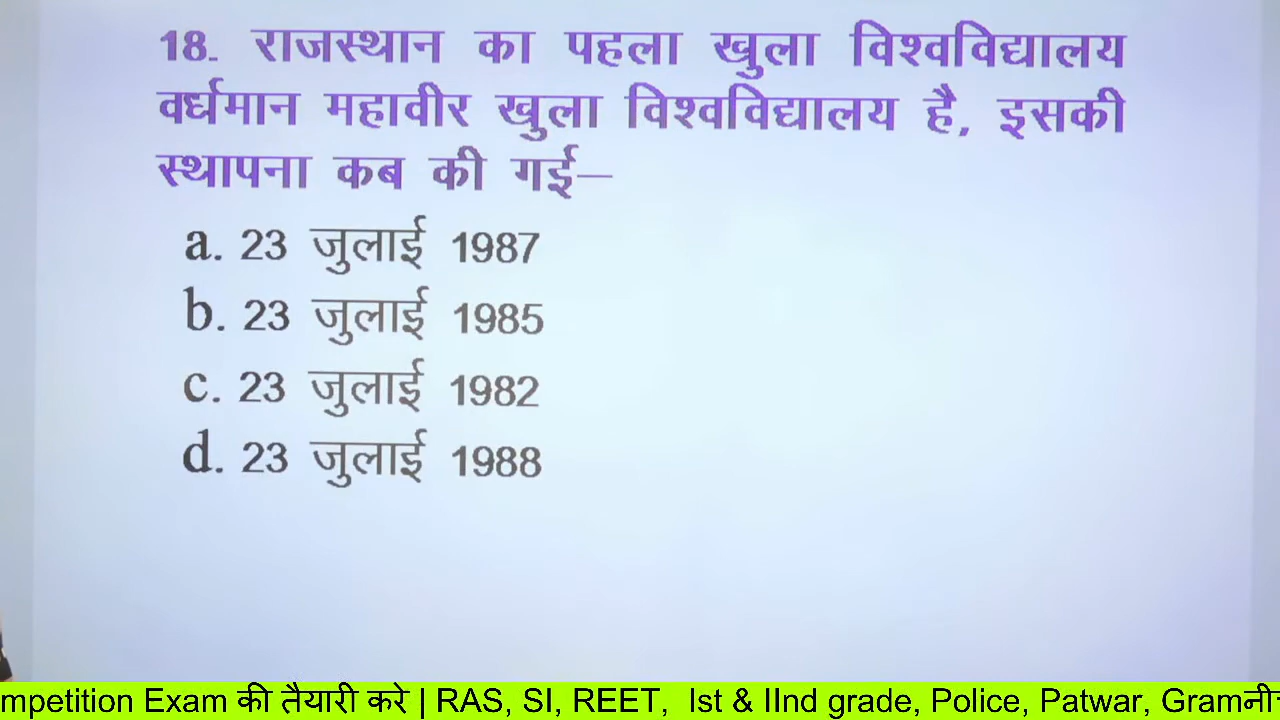 18. राजस्थान का पहला खुला विश्वविद्यालय
वर्धमान महावीर खुला विश्वविद्यालय है, इसकी
स्थापना कब की गई–
a. 23 जुलाई 1987
b. 23 जुलाई 1985
c. 23 जुलाई 1982
d. 23 जुलाई 1988
mpetition Exam की तैयारी करे | RAS, SI, REET, Ist & IInd grade, Police, Patwar, Gram